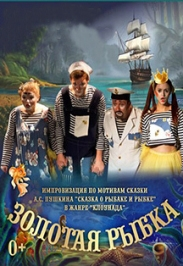 ИМПРОВИЗАЦИЯ ПО МОТИВАМ СКАЗКИ
А.С. ПУШКИНА "СКАЗКА О РЫБАКЕ И РЫБКЕ"
В ЖАНРЕ "КЛОУНАДА"
ЗОЛОТАЯ РЫБКА
0+